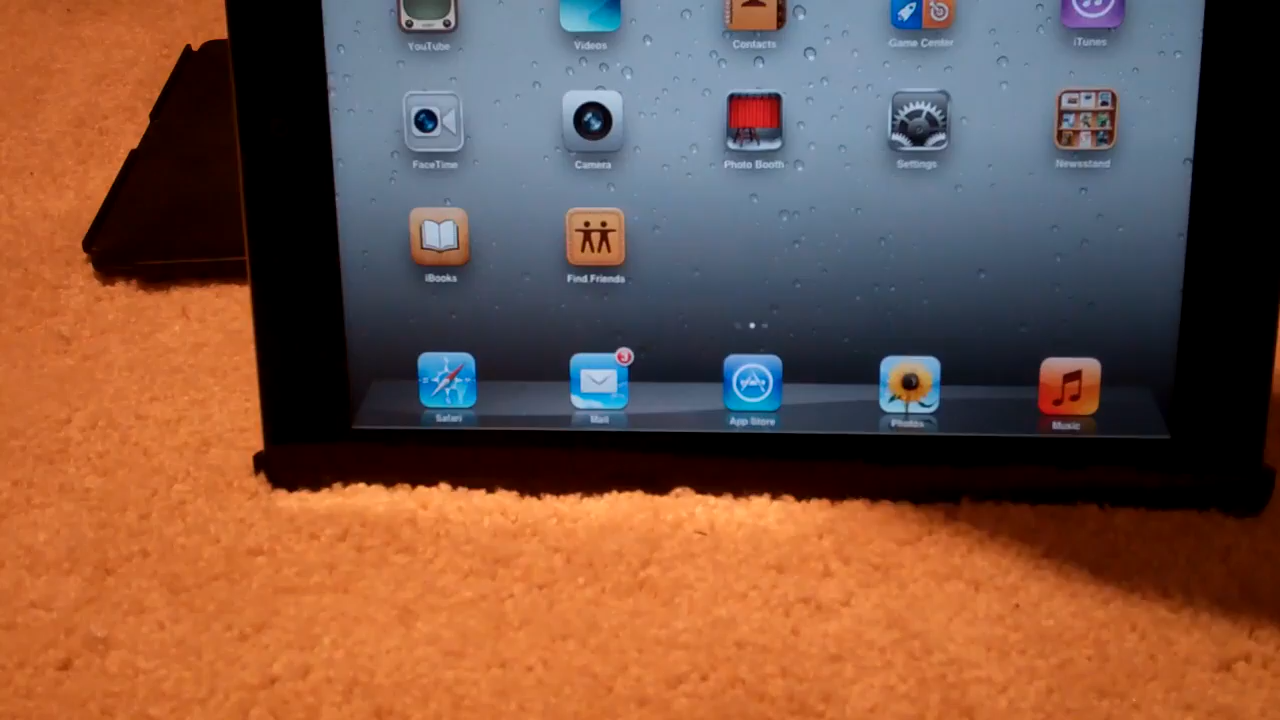 YouTube Videos Contacts Game Center iTunes
FaceTime Camera Photo Booth Settings Newsstand
iBooks Find Friends
3
Safari Mail App Store Photos Music